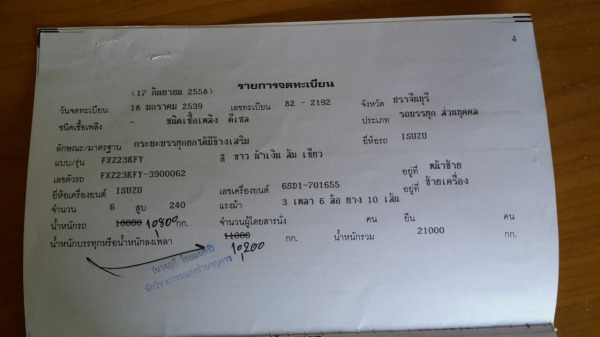 4
รายการจดทะเบียน
(17 กันยายน 2558)
วันจดทะเบียน 18 มกราคม 2539 เลขทะเบียน 82 - 2192 จังหวัด ปราจีนบุรี
ชนิดเชื้อเพลิง - ชนิดเชื้อเพลิง ดีเซล ประเภท รถบรรทุก ส่วนบุคคล
ลักษณะ/มาตรฐาน กระบะบรรทุกยกได้มีข้างเสริม ยี่ห้อรถ ISUZU
แบบ/รุ่น FXZ23KFY สี ขาว น้ำเงิน ส้ม เขียว
เลขตัวรถ FXZ23KFY-3900062 อยู่ที่ หน้าซ้าย
ยี่ห้อเครื่องยนต์ ISUZU เลขเครื่องยนต์ 6SD1-701655 อยู่ที่ ซ้ายเครื่อง
จำนวน 6 สูบ 240 แรงม้า 3 เพลา 6 ล้อ ยาง 10 เส้น
น้ำหนักรถ 10000 10800 กก. จำนวนผู้โดยสารนั่ง คน ยืน คน
น้ำหนักบรรทุกหรือน้ำหนักลงเพลา 11000 กก. น้ำหนักรวม 21000 กก.
10200